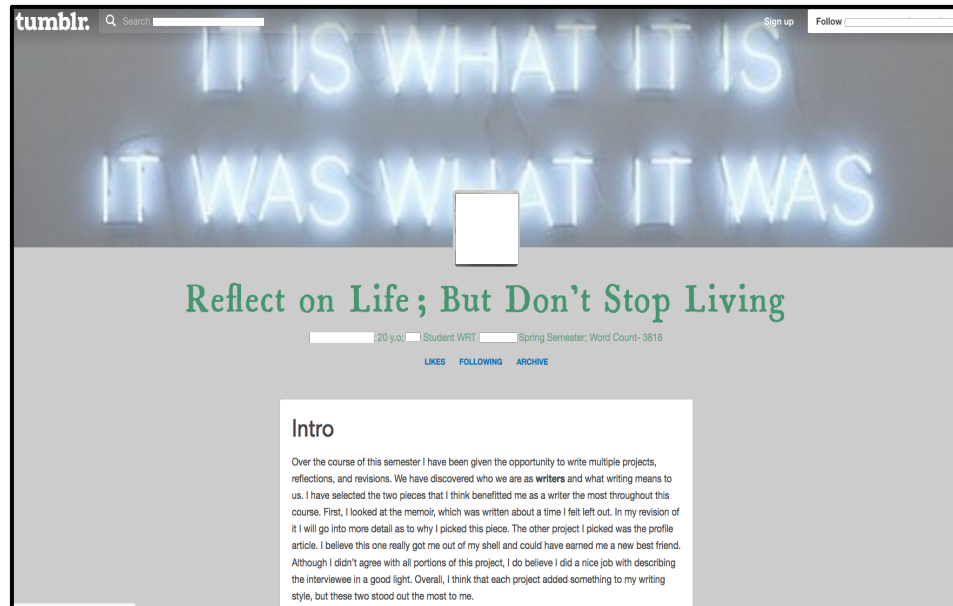 tumblr.
Search
Sign up
Follow
IT IS WHAT IT IS
IT WAS WHAT IT WAS
Reflect on Life; But Don't Stop Living
; 20 y.o; Student WRT Spring Semester; Word Count- 3818
LIKES FOLLOWING ARCHIVE
Intro
Over the course of this semester I have been given the opportunity to write multiple projects,
reflections, and revisions. We have discovered who we are as writers and what writing means to
us. I have selected the two pieces that I think benefitted me as a writer the most throughout this
course. First, I looked at the memoir, which was written about a time I felt left out. In my revision of
it I will go into more detail as to why I picked this piece. The other project I picked was the profile
article. I believe this one really got me out of my shell and could have earned me a new best friend.
Although I didn't agree with all portions of this project, I do believe I did a nice job with describing
the interviewee in a good light. Overall, I think that each project added something to my writing
style, but these two stood out the most to me.